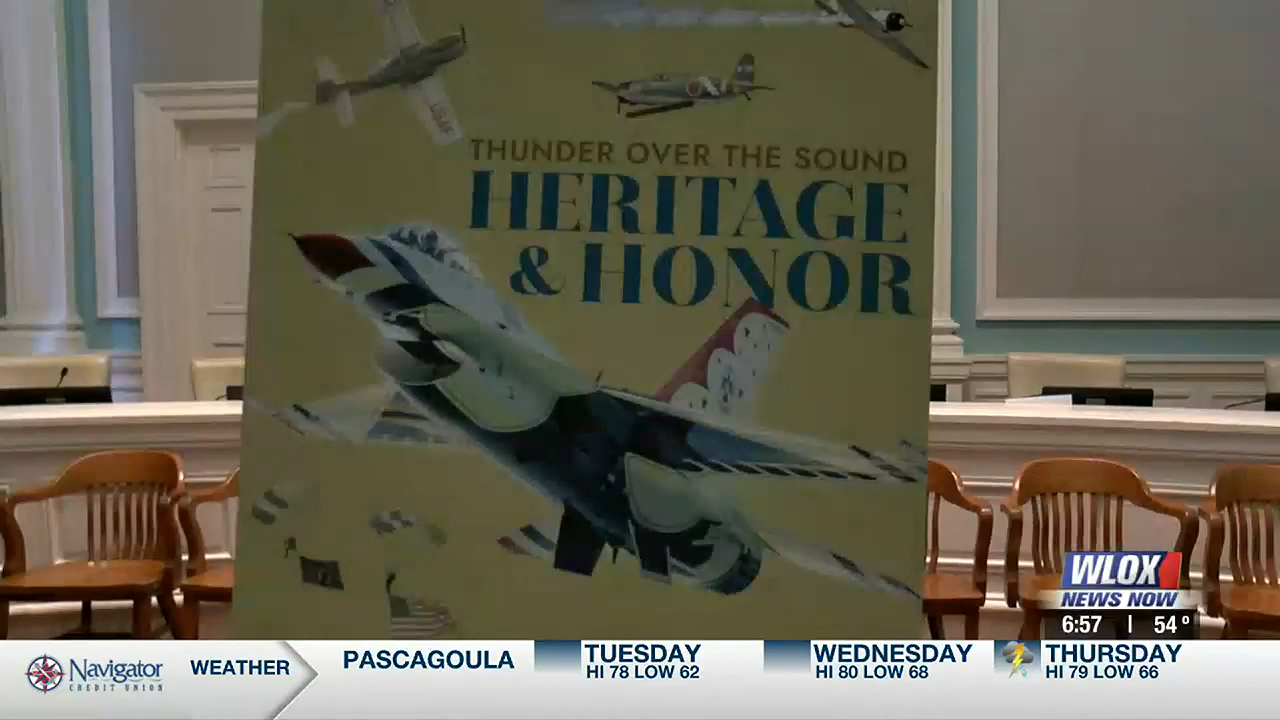 USAF
THUNDER OVER THE SOUND
HERITAGE
& HONOR
WLOX
NEWS NOW
6:57 | 54°
Navigator
CREDIT UNION
WEATHER
PASCAGOULA
TUESDAY
HI 78 LOW 62
WEDNESDAY
HI 80 LOW 68
THURSDAY
HI 79 LOW 66